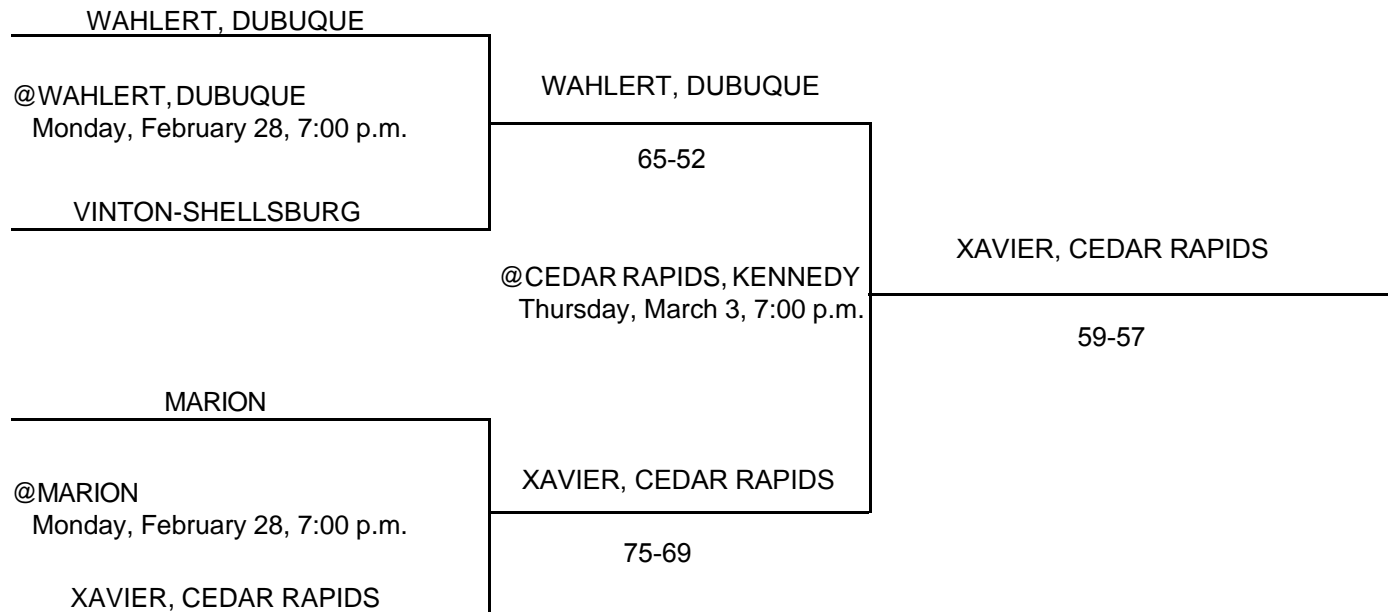 WAHLERT, DUBUQUE
@WAHLERT, DUBUQUE
Monday, February 28, 7:00 p.m.
VINTON-SHELLSBURG
WAHLERT, DUBUQUE
65-52
@CEDAR RAPIDS, KENNEDY
Thursday, March 3, 7:00 p.m.
XAVIER, CEDAR RAPIDS
59-57
MARION
@MARION
Monday, February 28, 7:00 p.m.
XAVIER, CEDAR RAPIDS
XAVIER, CEDAR RAPIDS
75-69